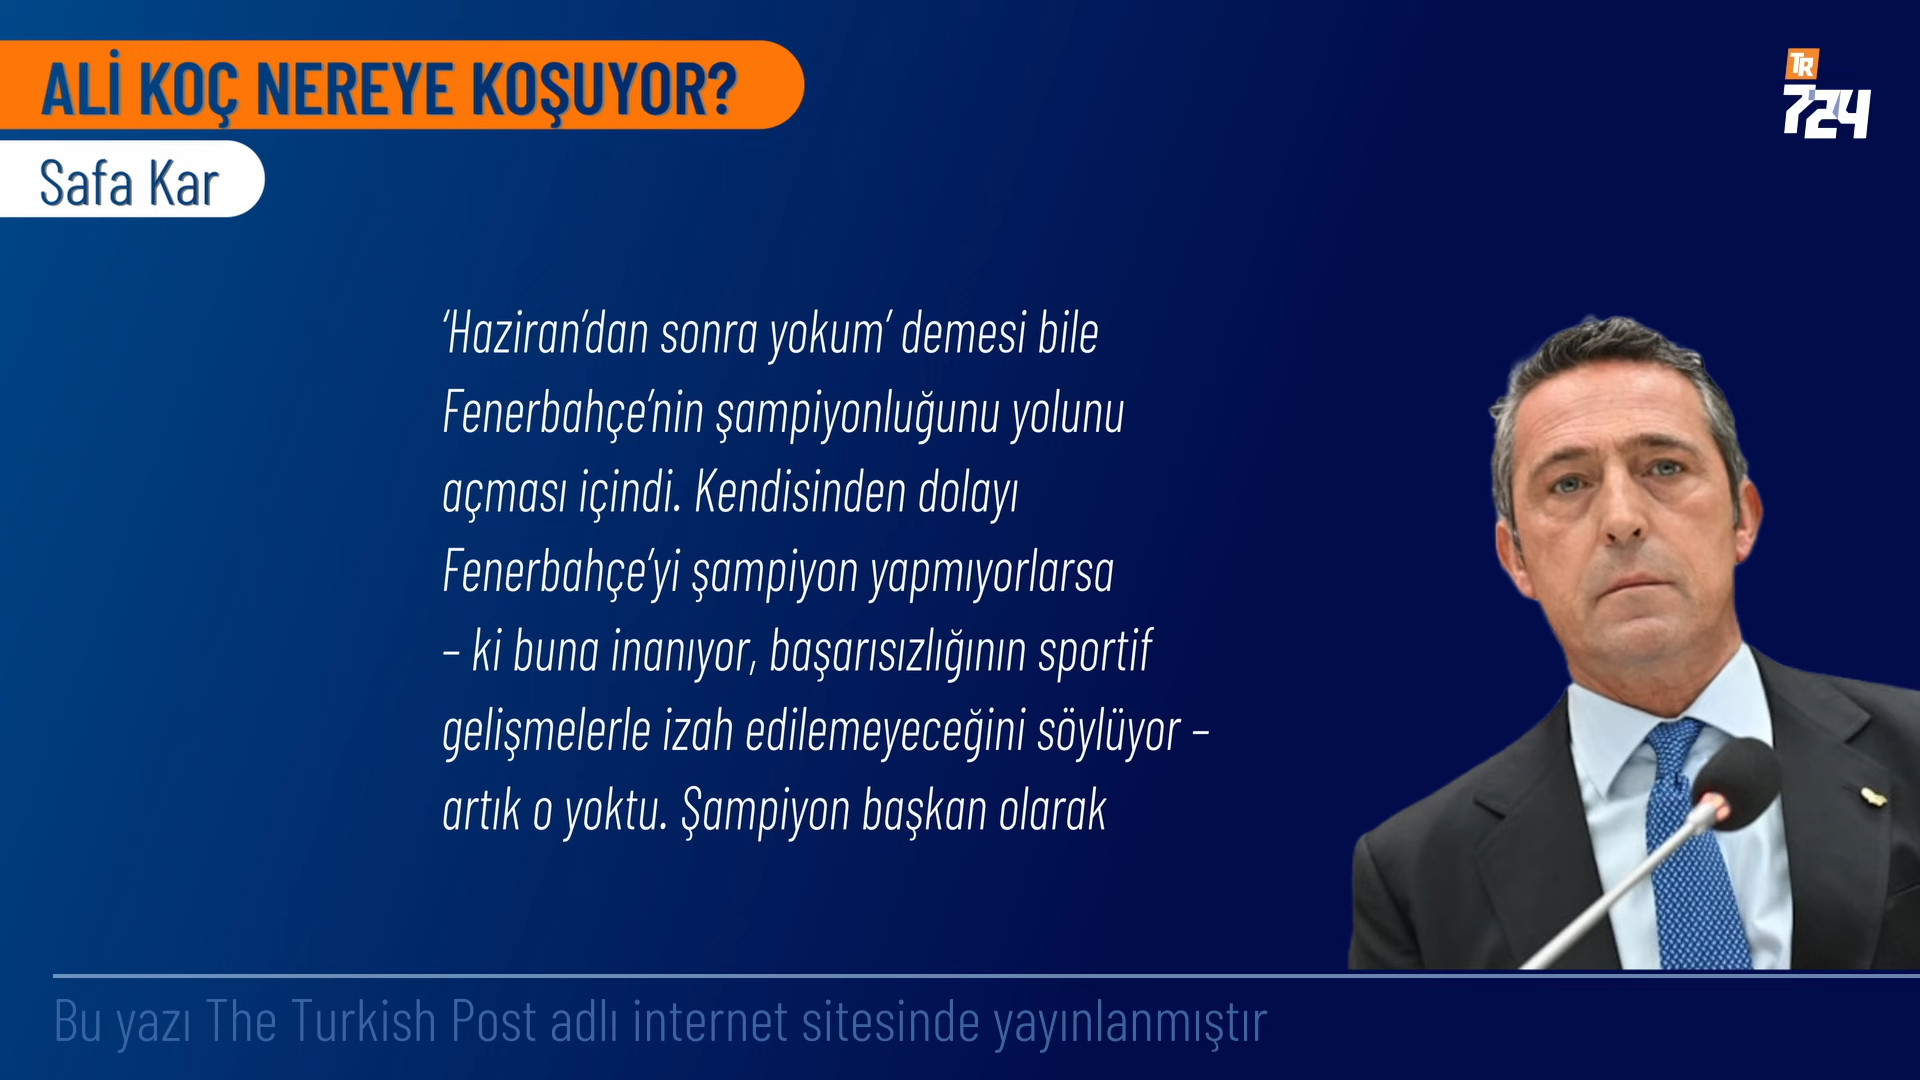 ALİ KOÇ NEREYE KOŞUYOR?
Safa Kar
TR
724
‘Haziran’dan sonra yokum’ demesi bile
Fenerbahçe’nin şampiyonluğunu yolunu
açması içindi. Kendisinden dolayı
Fenerbahçe’yi şampiyon yapmıyorlarsa
– ki buna inanıyor, başarısızlığının sportif
gelişmelerle izah edilemeyeceğini söylüyor –
artık o yoktu. Şampiyon başkan olarak
Bu yazı The Turkish Post adlı internet sitesinde yayınlanmıştır